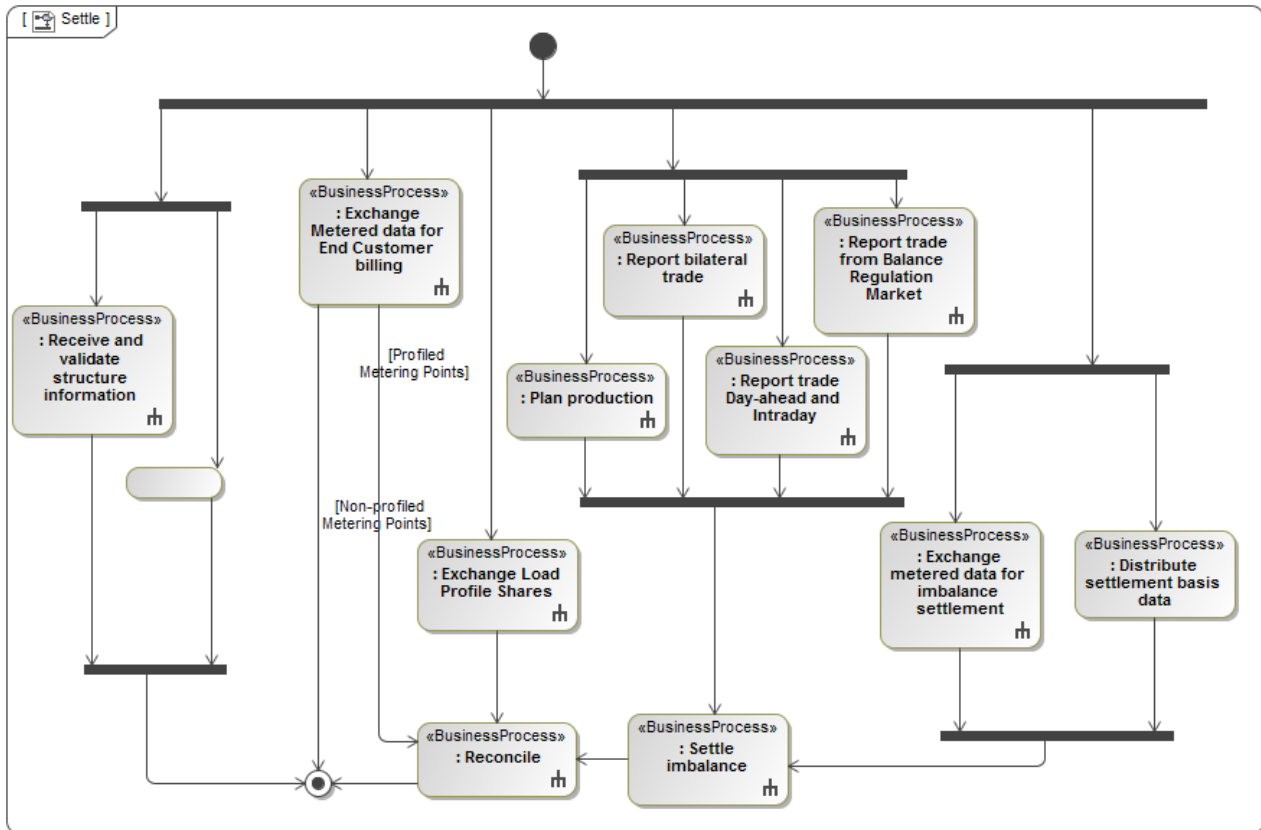 [ Settle ]
«BusinessProcess»
: Exchange
Metered data for
End Customer
billing
«BusinessProcess»
: Report bilateral
trade
«BusinessProcess»
: Report trade
from Balance
Regulation
Market
«BusinessProcess»
: Receive and
validate
structure
information
[Profiled
Metering Points]
«BusinessProcess»
: Plan production
«BusinessProcess»
: Report trade
Day-ahead and
Intraday
[Non-profiled
Metering Points]
«BusinessProcess»
: Exchange Load
Profile Shares
«BusinessProcess»
: Exchange
metered data for
imbalance
settlement
«BusinessProcess»
: Distribute
settlement basis
data
«BusinessProcess»
: Reconcile
«BusinessProcess»
: Settle
imbalance